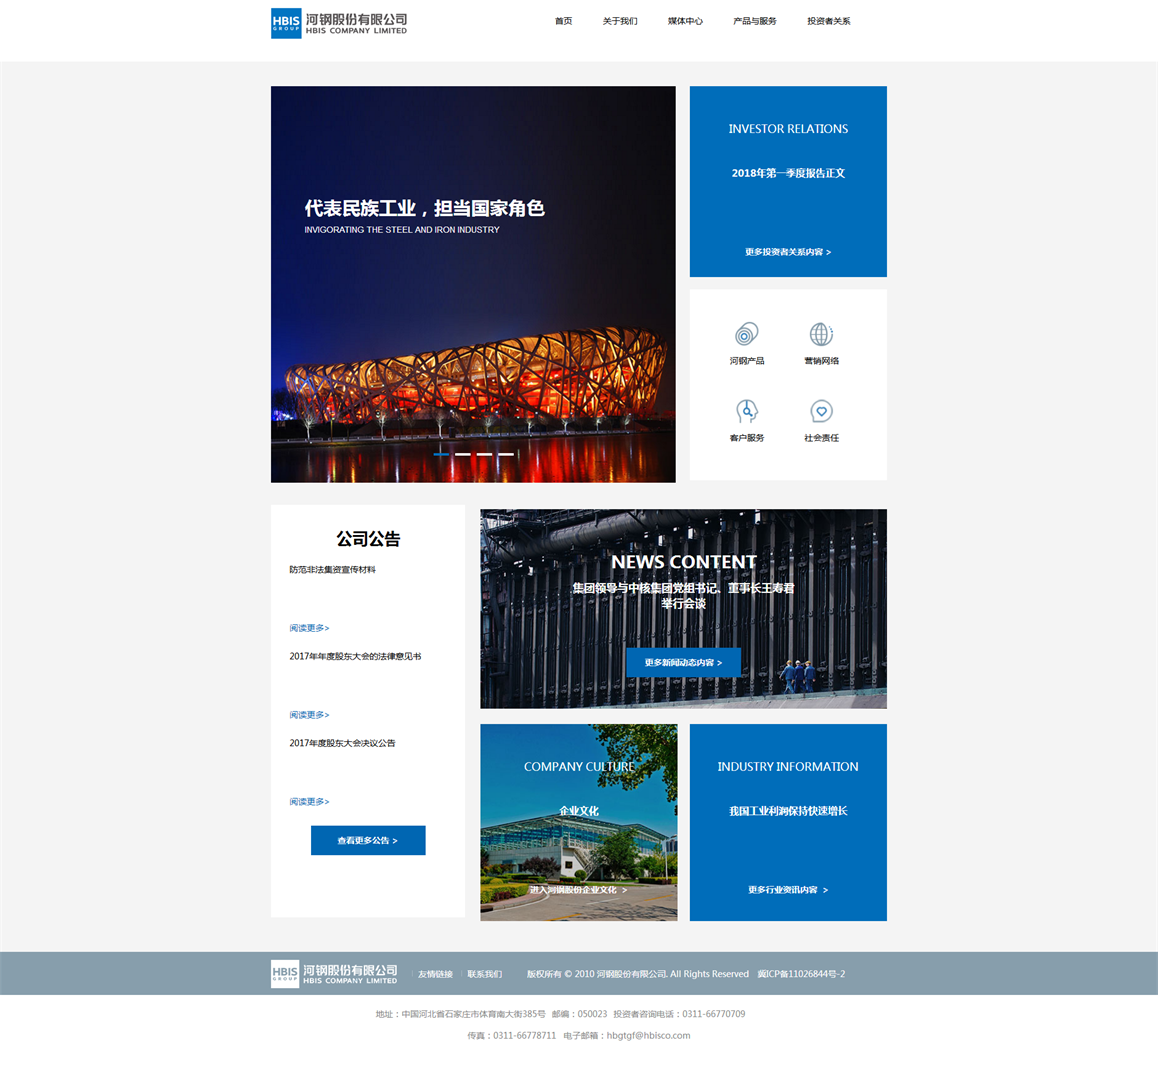 HBIS
GROUP
河钢股份有限公司
HBIS COMPANY LIMITED
首页 关于我们 媒体中心 产品与服务 投资者关系
代表民族工业，担当国家角色
INVIGORATING THE STEEL AND IRON INDUSTRY
INVESTOR RELATIONS
2018年第一季度报告正文
更多投资者关系内容 >
河钢产品 营销网络
客户服务 社会责任
公司公告
防范非法集资宣传材料
阅读更多>
2017年年度股东大会的法律意见书
阅读更多>
2017年度股东大会决议公告
阅读更多>
查看更多公告 >
NEWS CONTENT
集团领导与中核集团党组书记、董事长王寿君
举行会谈
更多新闻动态内容 >
COMPANY CULTURE
企业文化
进入河钢股份企业文化 >
INDUSTRY INFORMATION
我国工业利润保持快速增长
更多行业资讯内容 >
HBIS
GROUP
河钢股份有限公司
HBIS COMPANY LIMITED
友情链接 联系我们 版权所有 © 2010 河钢股份有限公司. All Rights Reserved 冀ICP备11026844号-2
地址：中国河北省石家庄市体育南大街385号 邮编：050023 投资者咨询电话：0311-66770709
传真：0311-66778711 电子邮箱：hbgtgf@hbisco.com